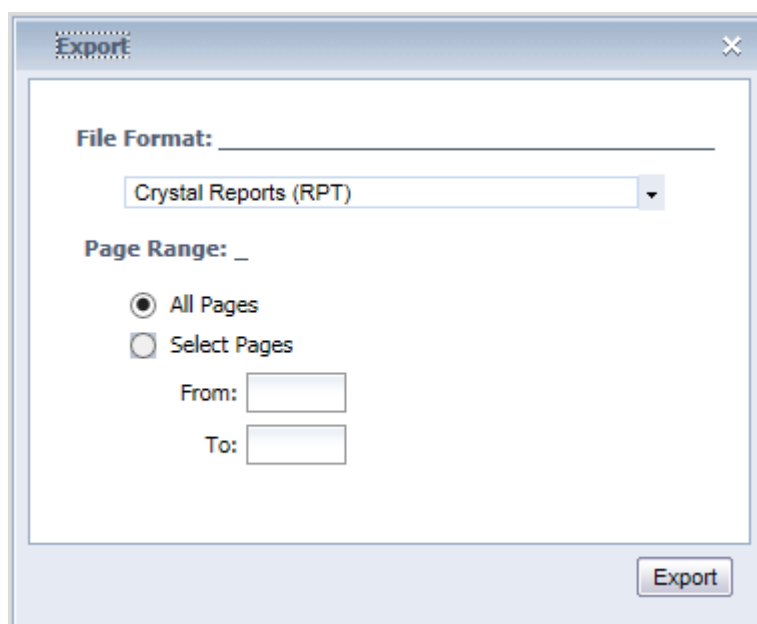 Export
File Format:
Crystal Reports (RPT)
Page Range: _
All Pages
Select Pages
From:
To:
Export